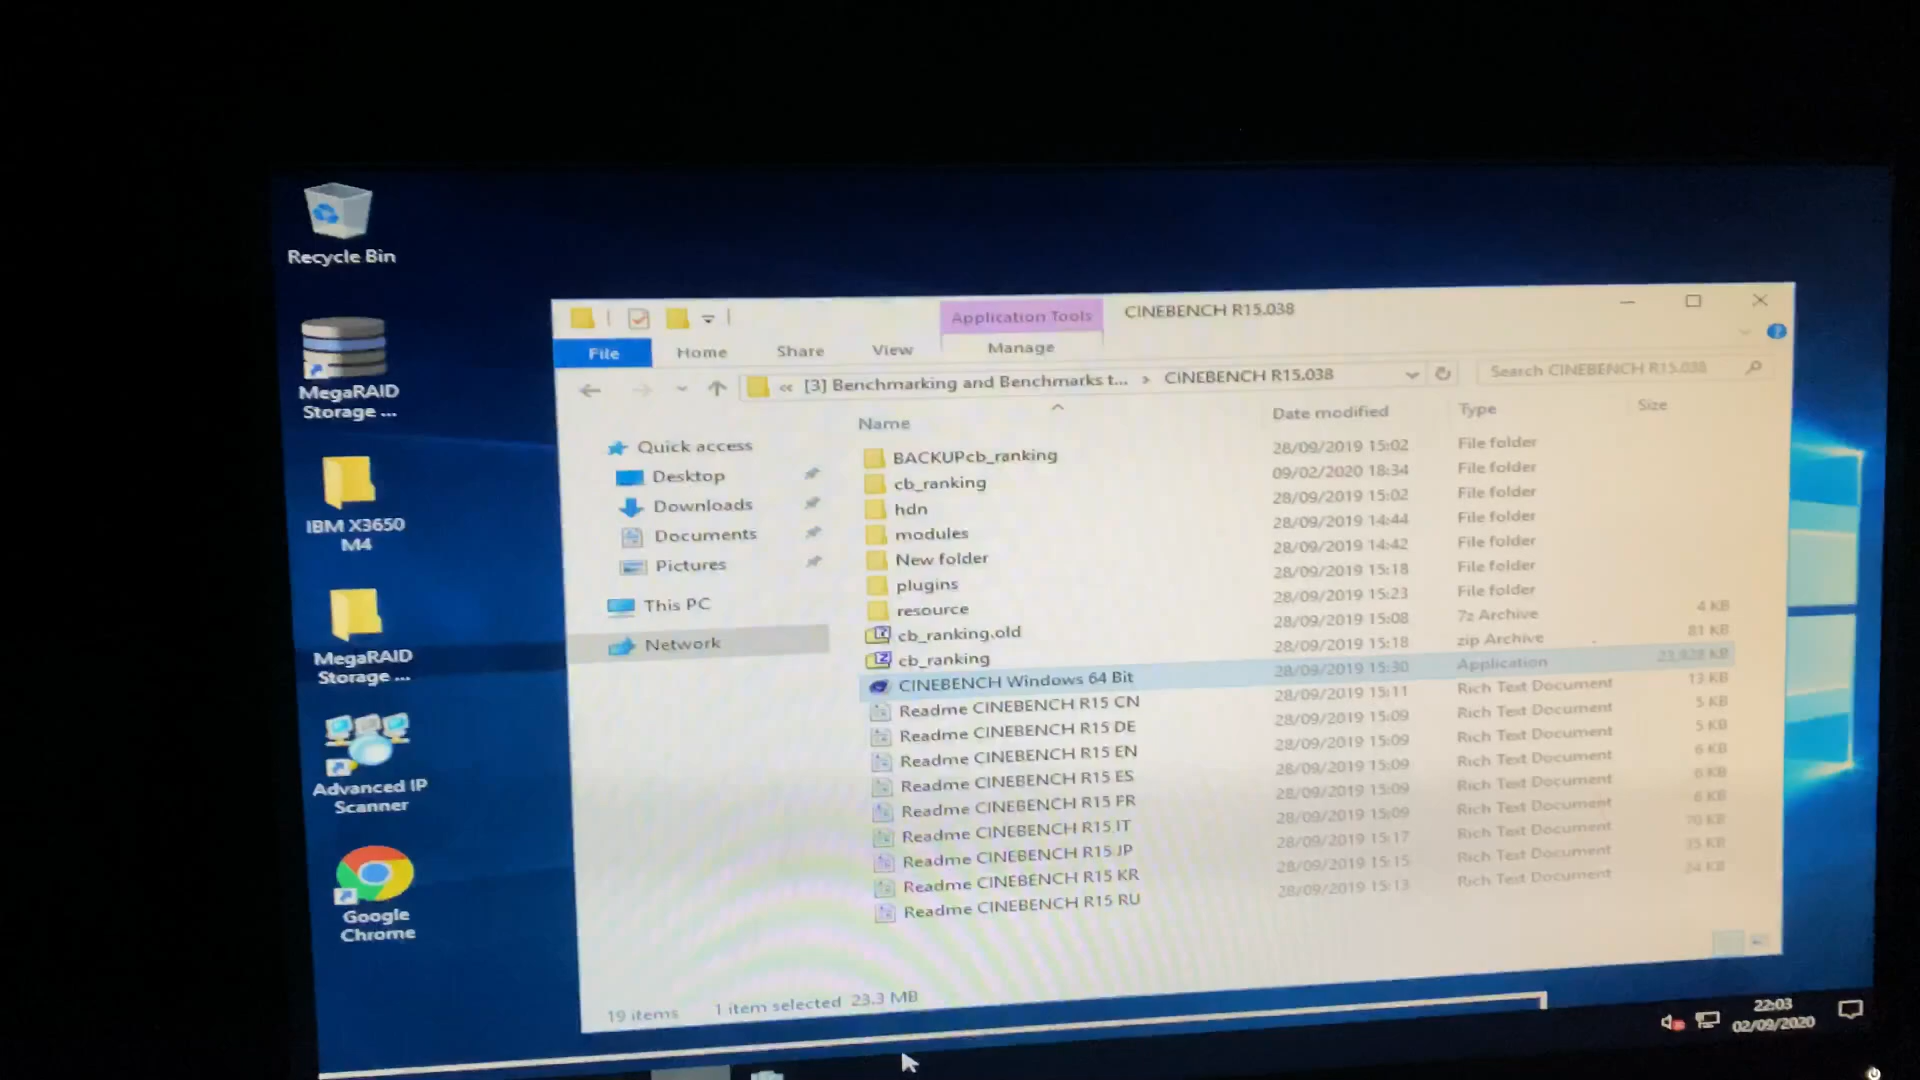 Recycle Bin
MegaRAID
Storage ...
IBM X3650
M4
MegaRAID
Storage ...
Advanced IP
Scanner
Google
Chrome
Application Tools
CINEBENCH R15.038
File
Home
Share
View
Manage
« [3] Benchmarking and Benchmarks t... › CINEBENCH R15.038
Search CINEBENCH R15.038
Quick access
Desktop
Downloads
Documents
Pictures
This PC
Network
Name Date modified Type Size
BACKUPcb_ranking 28/09/2019 15:02 File folder
cb_ranking 09/02/2020 18:34 File folder
hdn 28/09/2019 15:02 File folder
modules 28/09/2019 14:44 File folder
New folder 28/09/2019 14:42 File folder
plugins 28/09/2019 15:18 File folder
resource 28/09/2019 15:23 File folder
cb_ranking.old 28/09/2019 15:08 7z Archive 4 KB
cb_ranking 28/09/2019 15:18 zip Archive 81 KB
CINEBENCH Windows 64 Bit 28/09/2019 15:30 Application 23,828 KB
Readme CINEBENCH R15 CN 28/09/2019 15:11 Rich Text Document 13 KB
Readme CINEBENCH R15 DE 28/09/2019 15:09 Rich Text Document 5 KB
Readme CINEBENCH R15 EN 28/09/2019 15:09 Rich Text Document 5 KB
Readme CINEBENCH R15 ES 28/09/2019 15:09 Rich Text Document 6 KB
Readme CINEBENCH R15 FR 28/09/2019 15:09 Rich Text Document 6 KB
Readme CINEBENCH R15 IT 28/09/2019 15:09 Rich Text Document 6 KB
Readme CINEBENCH R15 JP 28/09/2019 15:17 Rich Text Document 70 KB
Readme CINEBENCH R15 KR 28/09/2019 15:15 Rich Text Document 35 KB
Readme CINEBENCH R15 RU 28/09/2019 15:13 Rich Text Document 24 KB
19 items 1 item selected 23.3 MB
22:03
02/09/2020